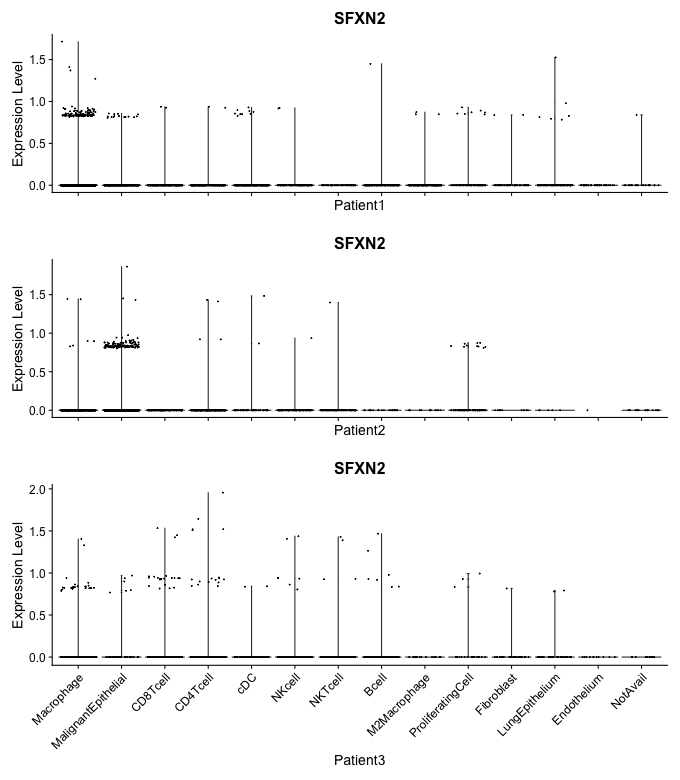 SFXN2
Expression Level
1.5
1.0
0.5
0.0
Patient1
SFXN2
Expression Level
1.5
1.0
0.5
0.0
Patient2
SFXN2
Expression Level
2.0
1.5
1.0
0.5
0.0
Macrophage
MalignantEpithelial
CD8Tcell
CD4Tcell
cDC
NKcell
NKTcell
Bcell
M2Macrophage
ProliferatingCell
Fibroblast
LungEpithelium
Endothelium
NotAvail
Patient3